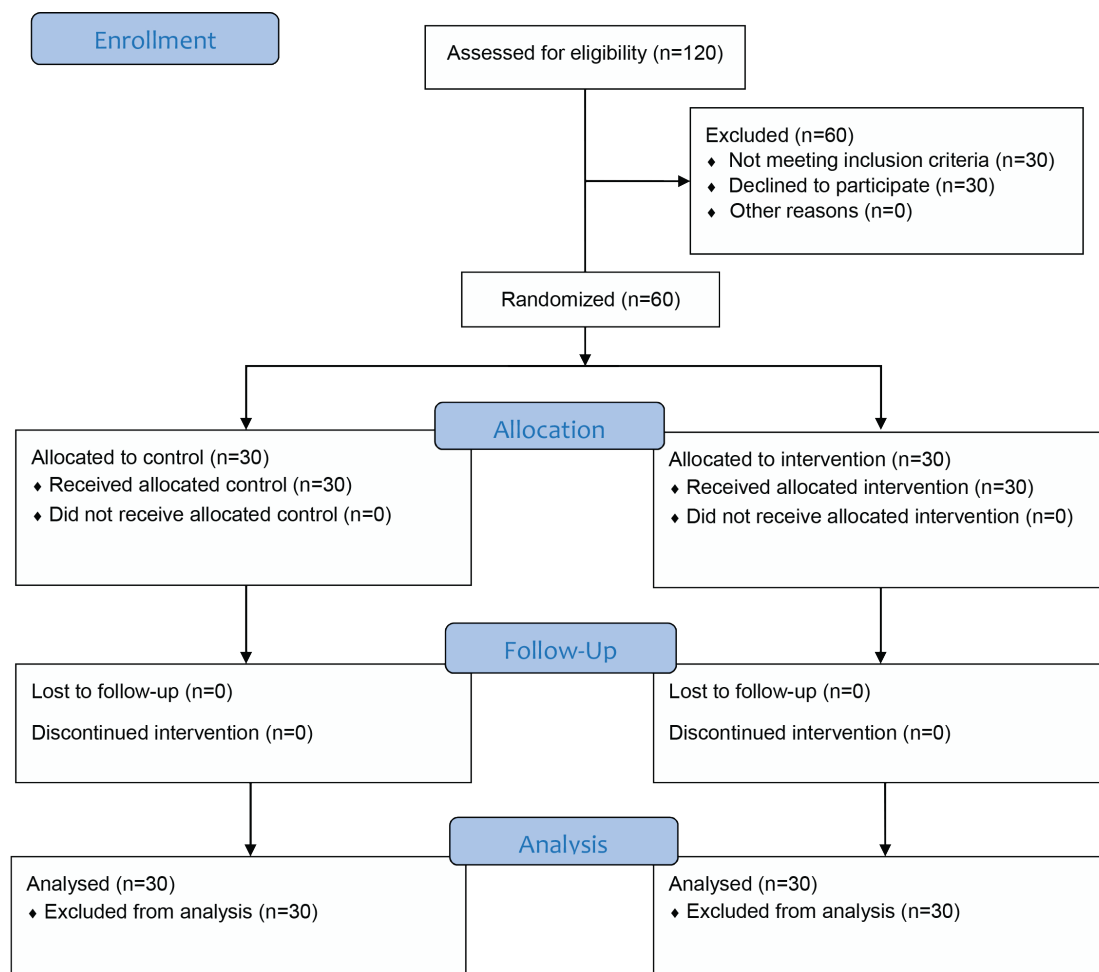 Enrollment
Assessed for eligibility (n=120)
Excluded (n=60)
♦ Not meeting inclusion criteria (n=30)
♦ Declined to participate (n=30)
♦ Other reasons (n=0)
Randomized (n=60)
Allocation
Allocated to control (n=30)
♦ Received allocated control (n=30)
♦ Did not receive allocated control (n=0)
Allocated to intervention (n=30)
♦ Received allocated intervention (n=30)
♦ Did not receive allocated intervention (n=0)
Follow-Up
Lost to follow-up (n=0)
Discontinued intervention (n=0)
Lost to follow-up (n=0)
Discontinued intervention (n=0)
Analysis
Analysed (n=30)
♦ Excluded from analysis (n=30)
Analysed (n=30)
♦ Excluded from analysis (n=30)